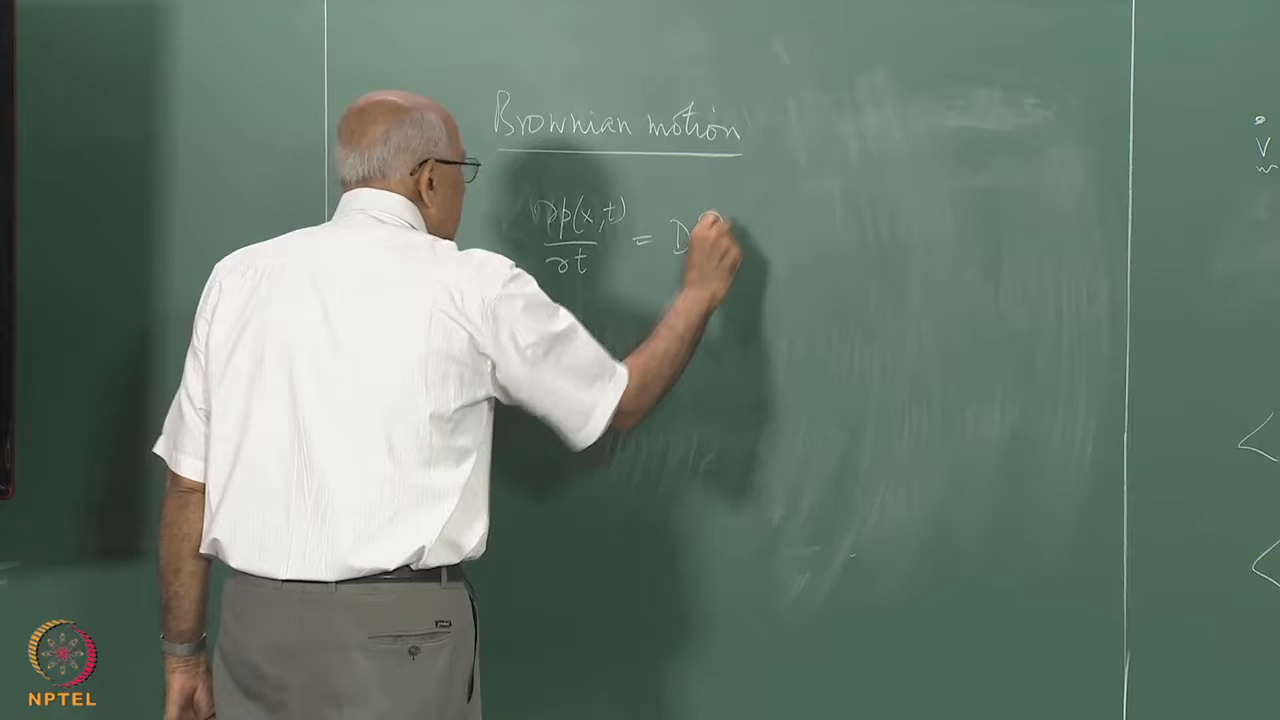 Brownian motion
∂p(x,t)
= D
∂t
V
m
NPTEL